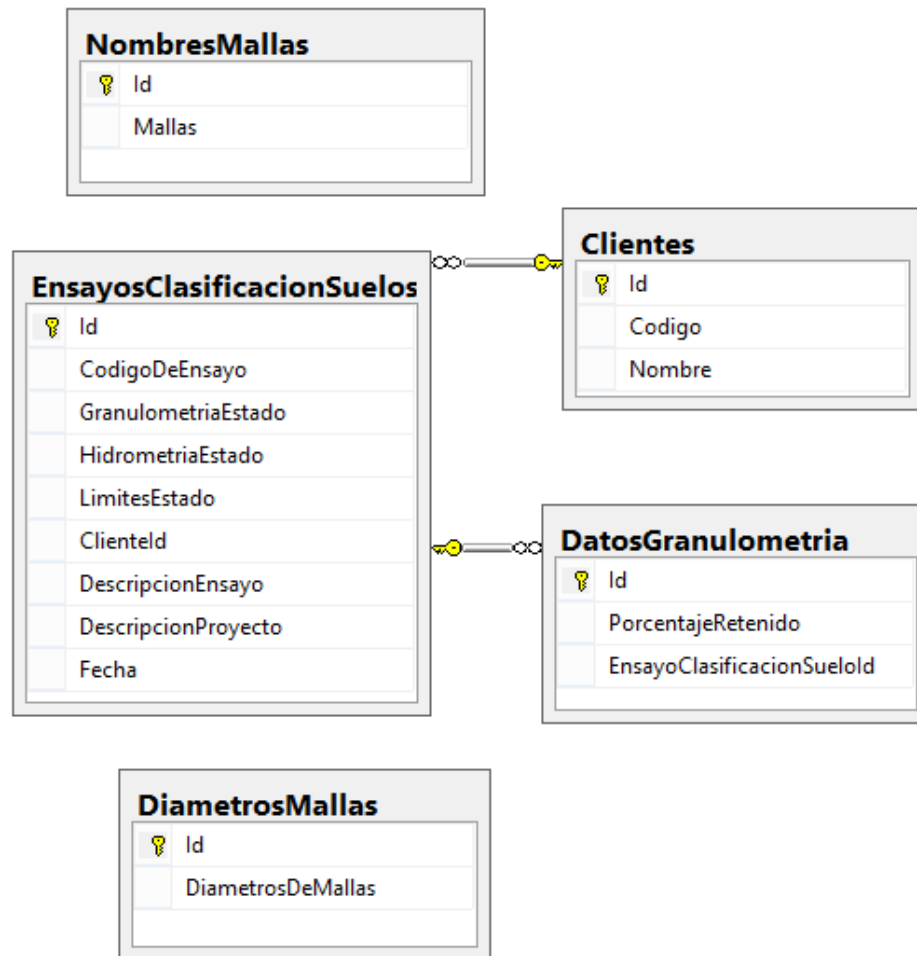 NombresMallas
Id
Mallas
Clientes
Id
Codigo
Nombre
EnsayosClasificacionSuelos
Id
CodigoDeEnsayo
GranulometriaEstado
HidrometriaEstado
LimitesEstado
ClienteId
DescripcionEnsayo
DescripcionProyecto
Fecha
DatosGranulometria
Id
PorcentajeRetenido
EnsayoClasificacionSueloId
DiametrosMallas
Id
DiametrosDeMallas